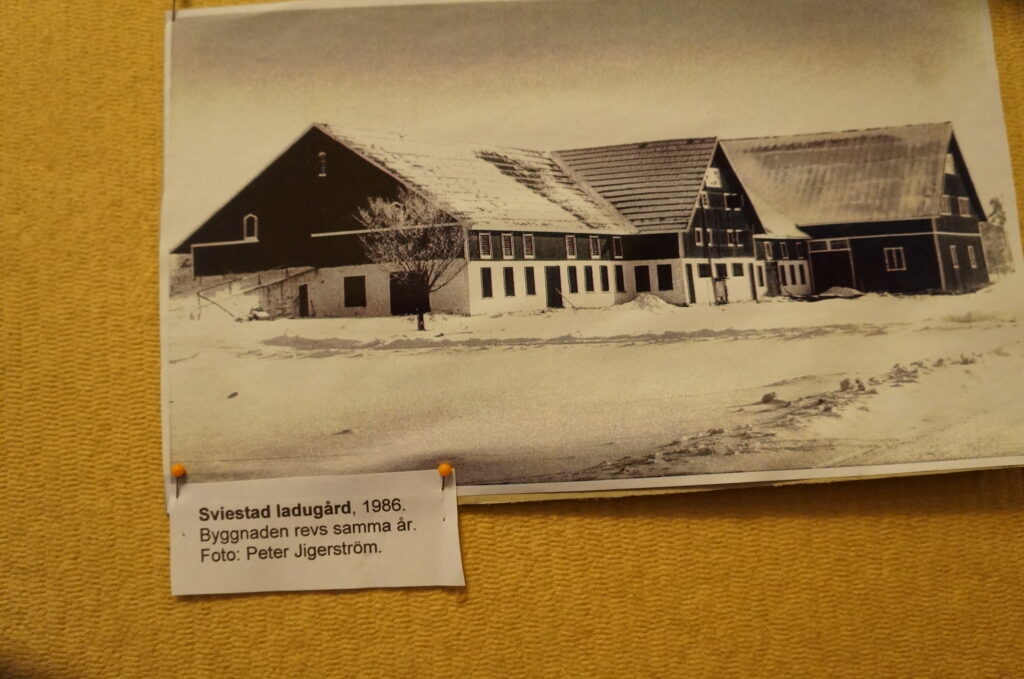 Sviestad ladugård, 1986.
Byggnaden revs samma år.
Foto: Peter Jigerström.